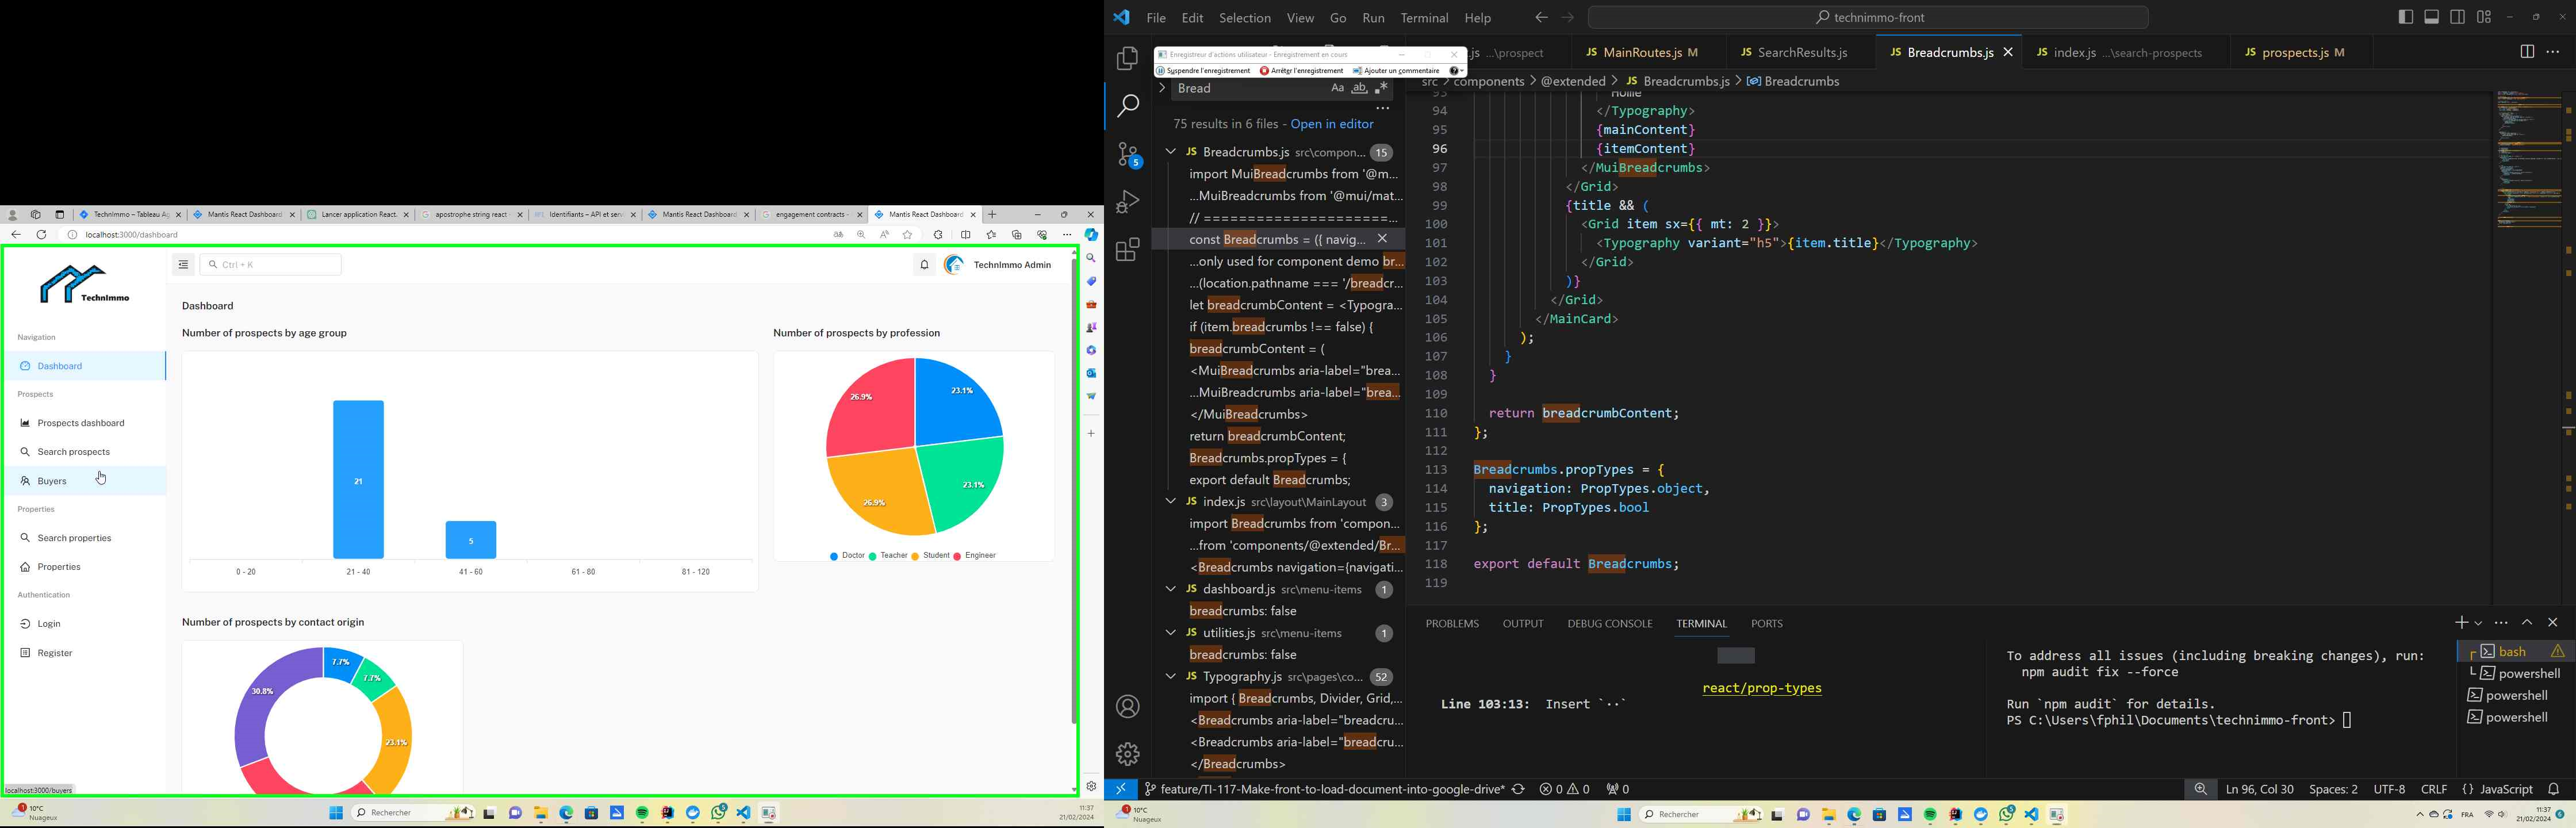 TechnImmo – Tableau Ag
Mantis React Dashboard
Lancer application React.
apostrophe string react
Identifiants – API et serv
Mantis React Dashboard
engagement contracts -
Mantis React Dashboard
localhost:3000/dashboard
TechnImmo
Ctrl + K
TechnImmo Admin
Navigation
Dashboard
Prospects
Prospects dashboard
Search prospects
Buyers
Properties
Search properties
Properties
Authentication
Login
Register
localhost:3000/buyers
Dashboard
Number of prospects by age group
21
5
0 - 20
21 - 40
41 - 60
61 - 80
81 - 120
Number of prospects by profession
26.9%
23.1%
26.9%
23.1%
Doctor
Teacher
Student
Engineer
Number of prospects by contact origin
7.7%
7.7%
30.8%
23.1%
1
10°C
Nuageux
Rechercher
11:37
21/02/2024
File Edit Selection View Go Run Terminal Help
technimmo-front
Enregistreur d'actions utilisateur - Enregistrement en cours
Suspendre l'enregistrement
Arrêter l'enregistrement
Ajouter un commentaire
js ...\prospect
JS MainRoutes.js M
JS SearchResults.js
JS Breadcrumbs.js
JS index.js ...\search-prospects
JS prospects.js M
src > components > @extended > JS Breadcrumbs.js > Breadcrumbs
Bread
Aa ab
75 results in 6 files - Open in editor
JS Breadcrumbs.js src\compon... 15
import MuiBreadcrumbs from '@m...
...MuiBreadcrumbs from '@mui/mat...
// =====================...
const Breadcrumbs = ({ navig...
...only used for component demo br...
...(location.pathname === '/breadcr...
let breadcrumbContent = <Typogra...
if (item.breadcrumbs !== false) {
breadcrumbContent = (
<MuiBreadcrumbs aria-label="brea...
...MuiBreadcrumbs aria-label="brea...
</MuiBreadcrumbs>
return breadcrumbContent;
Breadcrumbs.propTypes = {
export default Breadcrumbs;
JS index.js src\layout\MainLayout 3
import Breadcrumbs from 'compon...
...from 'components/@extended/Br...
<Breadcrumbs navigation={navigati...
JS dashboard.js src\menu-items 1
breadcrumbs: false
JS utilities.js src\menu-items 1
breadcrumbs: false
JS Typography.js src\pages\co... 52
import { Breadcrumbs, Divider, Grid,...
<Breadcrumbs aria-label="breadcru...
<Breadcrumbs aria-label="breadcru...
</Breadcrumbs>
5
93 Home
94 </Typography>
95 {mainContent}
96 {itemContent}
97 </MuiBreadcrumbs>
98 </Grid>
99 {title && (
100 <Grid item sx={{ mt: 2 }}>
101 <Typography variant="h5">{item.title}</Typography>
102 </Grid>
103 )}
104 </Grid>
105 </MainCard>
106 );
107 }
108 }
109
110 return breadcrumbContent;
111 };
112
113 Breadcrumbs.propTypes = {
114 navigation: PropTypes.object,
115 title: PropTypes.bool
116 };
117
118 export default Breadcrumbs;
119
PROBLEMS OUTPUT DEBUG CONSOLE TERMINAL PORTS
react/prop-types
Line 103:13: Insert `··`
To address all issues (including breaking changes), run:
npm audit fix --force
Run `npm audit` for details.
PS C:\Users\fphil\Documents\technimmo-front>
bash
powershell
powershell
powershell
feature/TI-117-Make-front-to-load-document-into-google-drive*
0 0
0
Ln 96, Col 30 Spaces: 2 UTF-8 CRLF {} JavaScript
1
10°C
Nuageux
Rechercher
FRA
11:37
21/02/2024